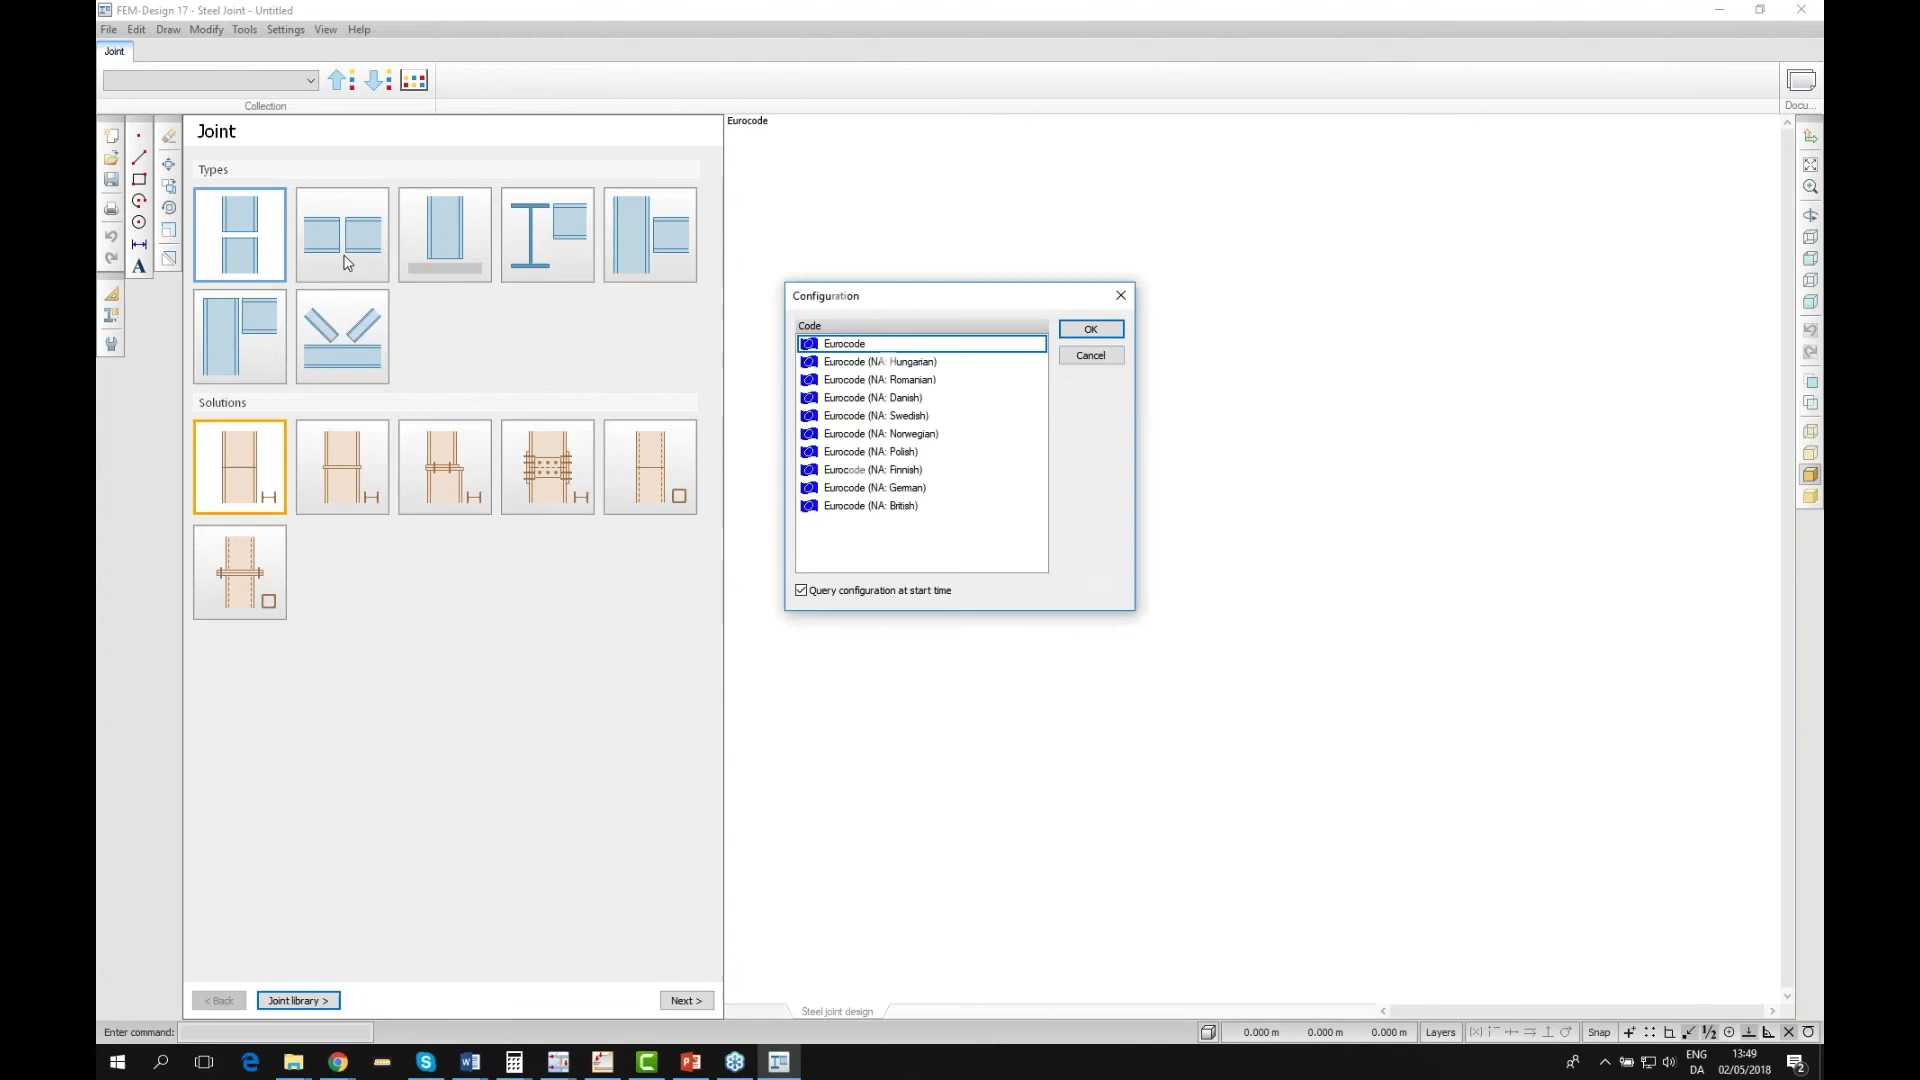 FEM-Design 17 - Steel Joint - Untitled
File Edit Draw Modify Tools Settings View Help
Joint
Collection
Docu...
Joint
Eurocode
Types
Solutions
Configuration
Code
Eurocode
Eurocode (NA: Hungarian)
Eurocode (NA: Romanian)
Eurocode (NA: Danish)
Eurocode (NA: Swedish)
Eurocode (NA: Norwegian)
Eurocode (NA: Polish)
Eurocode (NA: Finnish)
Eurocode (NA: German)
Eurocode (NA: British)
OK
Cancel
Query configuration at start time
< Back
Joint library >
Next >
Steel joint design
Enter command:
0.000 m 0.000 m 0.000 m Layers Snap 1/2
ENG 13:49
DA 02/05/2018 2